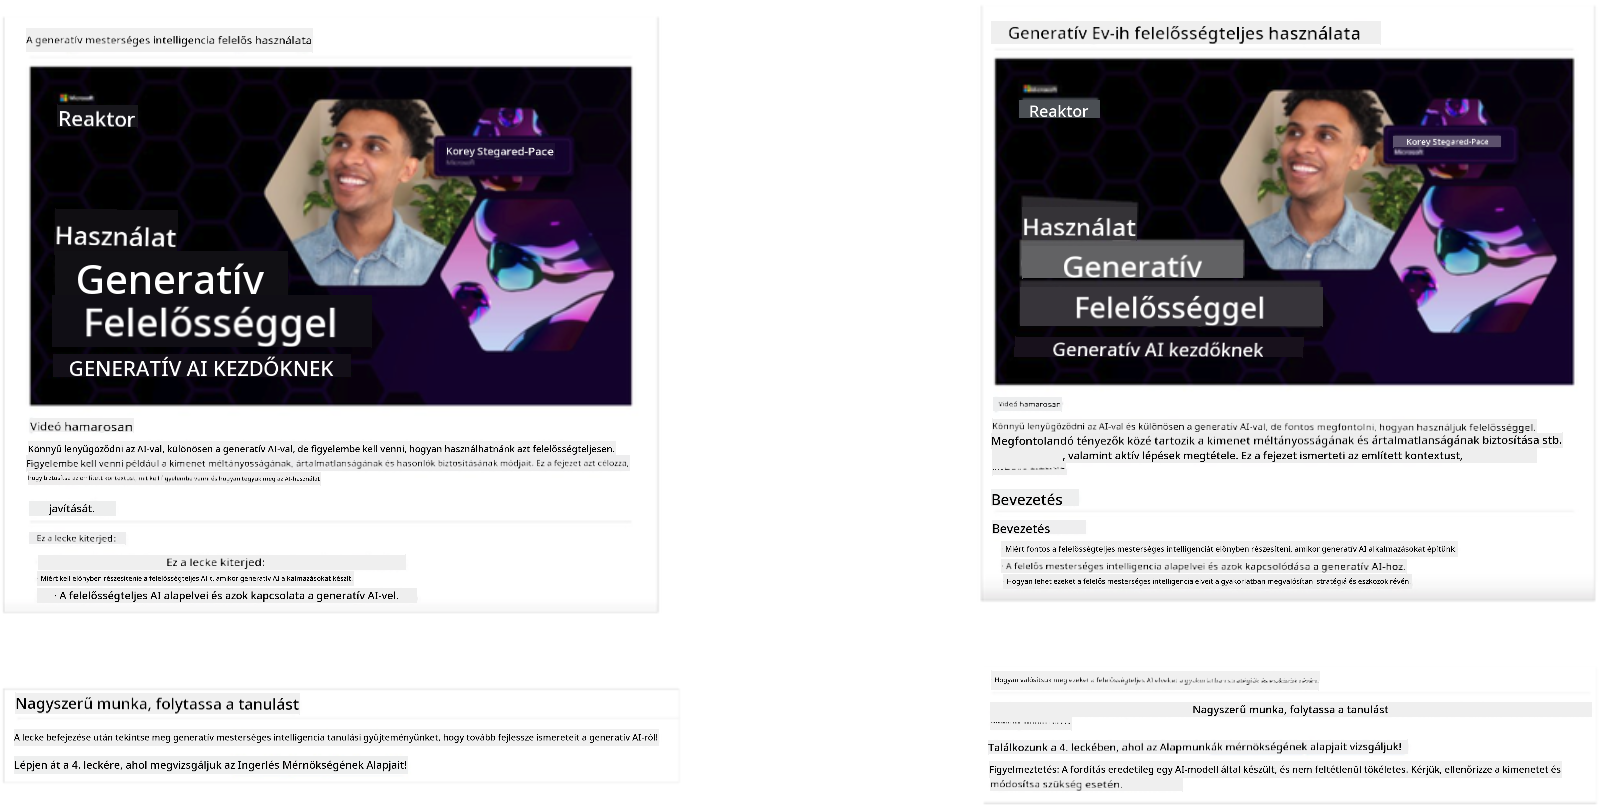 A generatív mesterséges intelligencia felelős használata
Microsoft
Reaktor
Korey Stegared-Pace
Microsoft
Használat
Generatív
Felelősséggel
GENERATÍV AI KEZDŐKNEK
Videó hamarosan
Könnyű lenyűgöződni az AI-val, különösen a generatív AI-val, de figyelembe kell venni, hogyan használhatnánk azt felelősségteljesen.
Figyelembe kell venni például a kimenet méltányosságának, ártalmatlanságának és hasonlók biztosításának módjait. Ez a fejezet azt célozza,
javítását.
Ez a lecke kiterjed:
Ez a lecke kiterjed:
Miért kell előnyben részesítenie a felelősségteljes AI-t, amikor generatív AI alkalmazásokat készít.
· A felelősségteljes AI alapelvei és azok kapcsolata a generatív AI-vel.
Nagyszerű munka, folytassa a tanulást
A lecke befejezése után tekintse meg generatív mesterséges intelligencia tanulási gyűjteményünket, hogy tovább fejlessze ismereteit a generatív AI-ról!
Lépjen át a 4. leckére, ahol megvizsgáljuk az Ingerlés Mérnökségének Alapjait!
Generatív Ev-ih felelősségteljes használata
Microsoft
Reaktor
Korey Stegared-Pace
Microsoft
Használat
Generatív
Felelősséggel
Generatív AI kezdőknek
Videó hamarosan
Könnyű lenyűgöződni az AI-val és különösen a generatív AI-val, de fontos megfontolni, hogyan használjuk felelősséggel.
Megfontolandó tényezők közé tartozik a kimenet méltányosságának és ártalmatlanságának biztosítása stb.
, valamint aktív lépések megtétele. Ez a fejezet ismerteti az említett kontextust,
Bevezetés
Bevezetés
Miért fontos a felelősségteljes mesterséges intelligenciát előnyben részesíteni, amikor generatív AI alkalmazásokat építünk.
· A felelős mesterséges intelligencia alapelvei és azok kapcsolódása a generatív AI-hoz.
Hogyan lehet ezeket a felelős mesterséges intelligencia elveit a gyakorlatban megvalósítani stratégiá és eszközök révén
Nagyszerű munka, folytassa a tanulást
Találkozunk a 4. leckében, ahol az Alapmunkák mérnökségének alapjait vizsgáljuk!
Figyelmeztetés: A fordítás eredetileg egy AI-modell által készült, és nem feltétlenül tökéletes. Kérjük, ellenőrizze a kimenetet és
módosítsa szükség esetén.